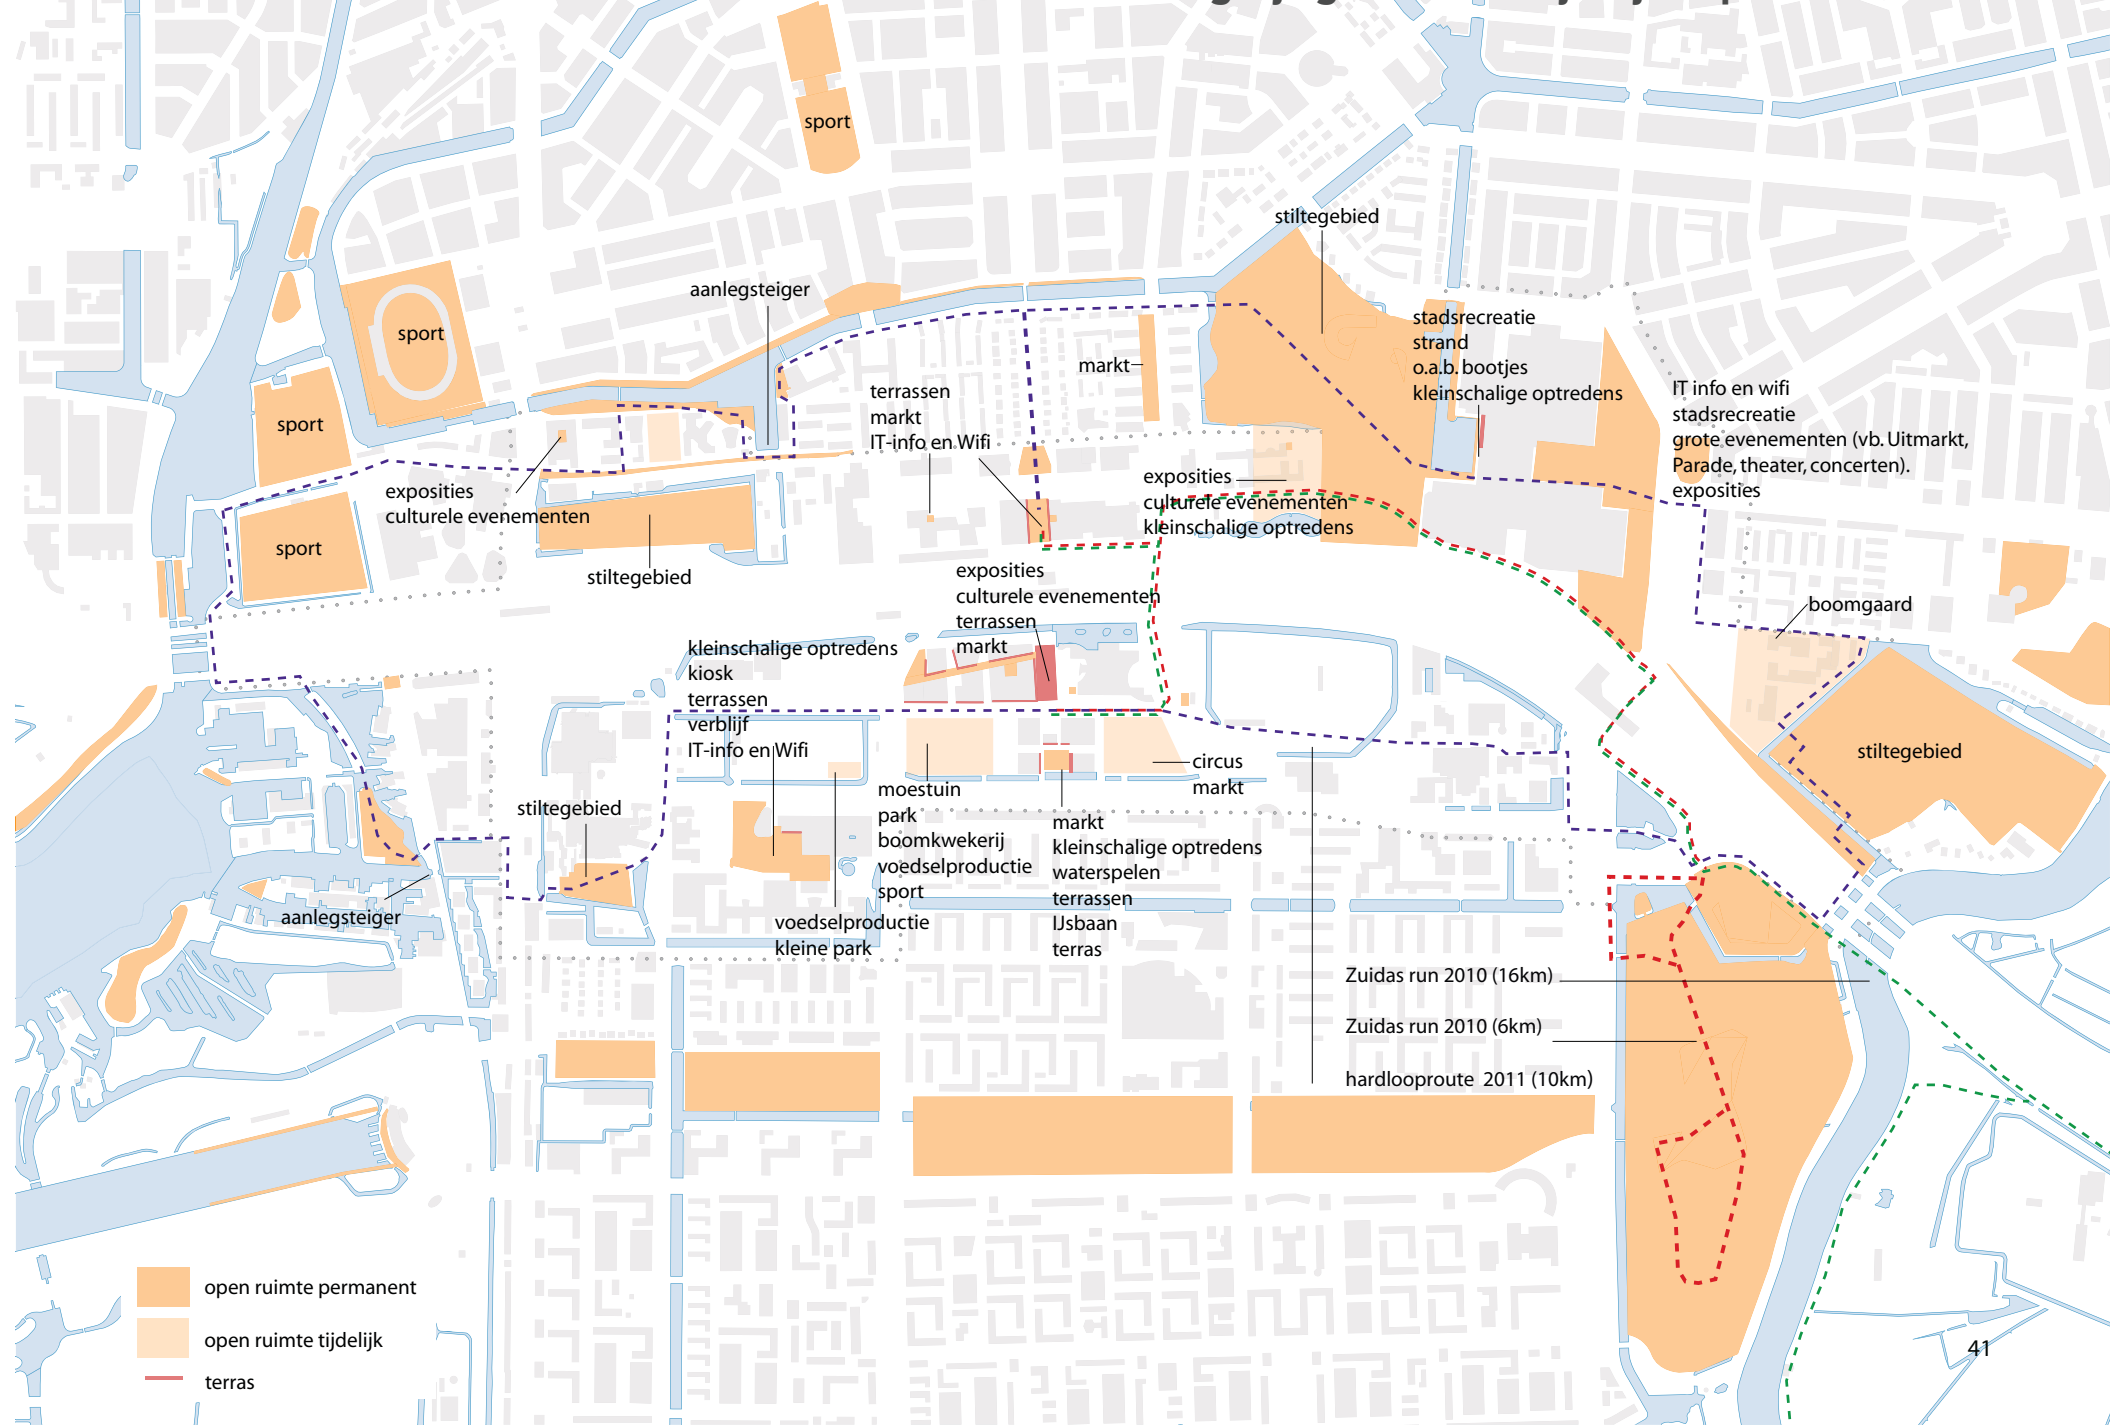 sport
stiltegebied
aanlegsteiger
sport
stadsrecreatie
strand
o.a.b. bootjes
kleinschalige optredens
markt
terrassen
markt
IT-info en Wifi
IT info en wifi
stadsrecreatie
grote evenementen (vb. Uitmarkt,
Parade, theater, concerten).
exposities
sport
exposities
culturele evenementen
exposities
culturele evenementen
kleinschalige optredens
sport
stiltegebied
exposities
culturele evenementen
terrassen
markt
boomgaard
kleinschalige optredens
kiosk
terrassen
verblijf
IT-info en Wifi
stiltegebied
circus
markt
stiltegebied
moestuin
park
boomkwekerij
voedselproductie
sport
markt
kleinschalige optredens
waterspelen
terrassen
IJsbaan
terras
aanlegsteiger
voedselproductie
kleine park
Zuidas run 2010 (16km)
Zuidas run 2010 (6km)
hardlooproute 2011 (10km)
open ruimte permanent
open ruimte tijdelijk
terras
41